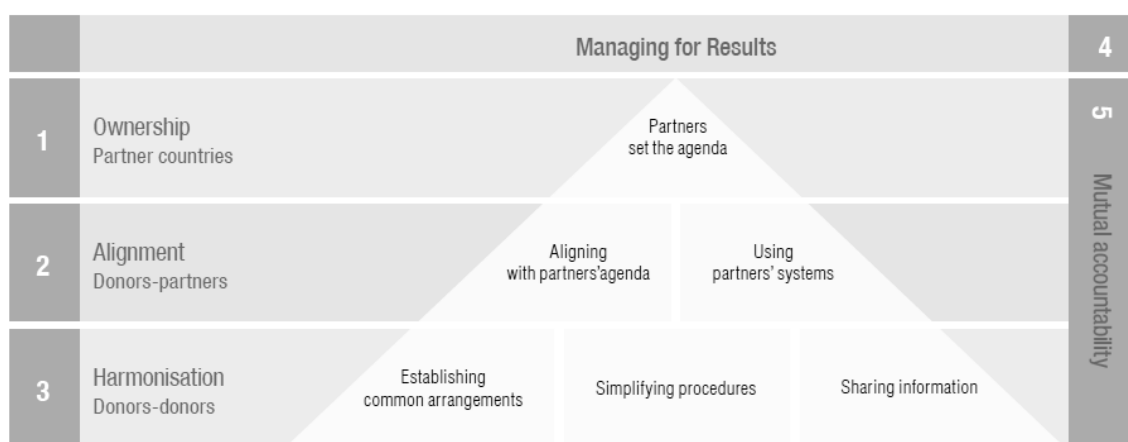 Managing for Results
4
1
Ownership
Partner countries
Partners
set the agenda
5
Mutual accountability
2
Alignment
Donors-partners
Aligning
with partners'agenda
Using
partners' systems
3
Harmonisation
Donors-donors
Establishing
common arrangements
Simplifying procedures
Sharing information